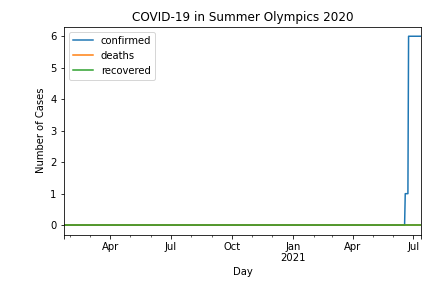 COVID-19 in Summer Olympics 2020
confirmed
deaths
recovered
Number of Cases
6
5
4
3
2
1
0
Apr
Jul
Oct
Jan
2021
Apr
Jul
Day